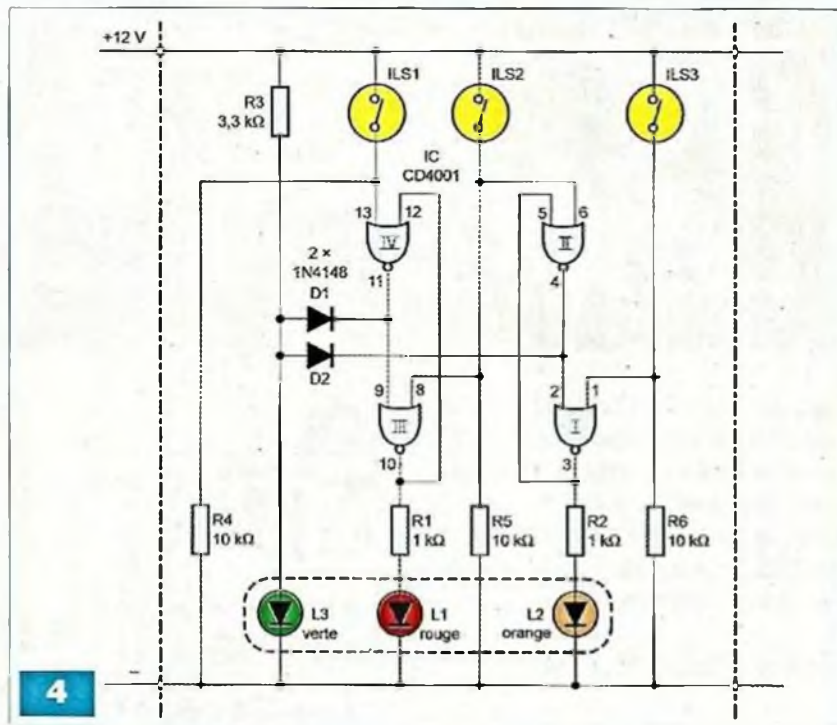 +12 V
ILS1
ILS2
ILS3
R3
3,3 kΩ
IC
CD4001
13
12
5
6
IV
II
2 ×
1N4148
11
4
D1
D2
9
8
2
1
III
I
10
3
R4
10 kΩ
R1
1 kΩ
R5
10 kΩ
R2
1 kΩ
R6
10 kΩ
L3
verte
L1
rouge
L2
orange
4
–